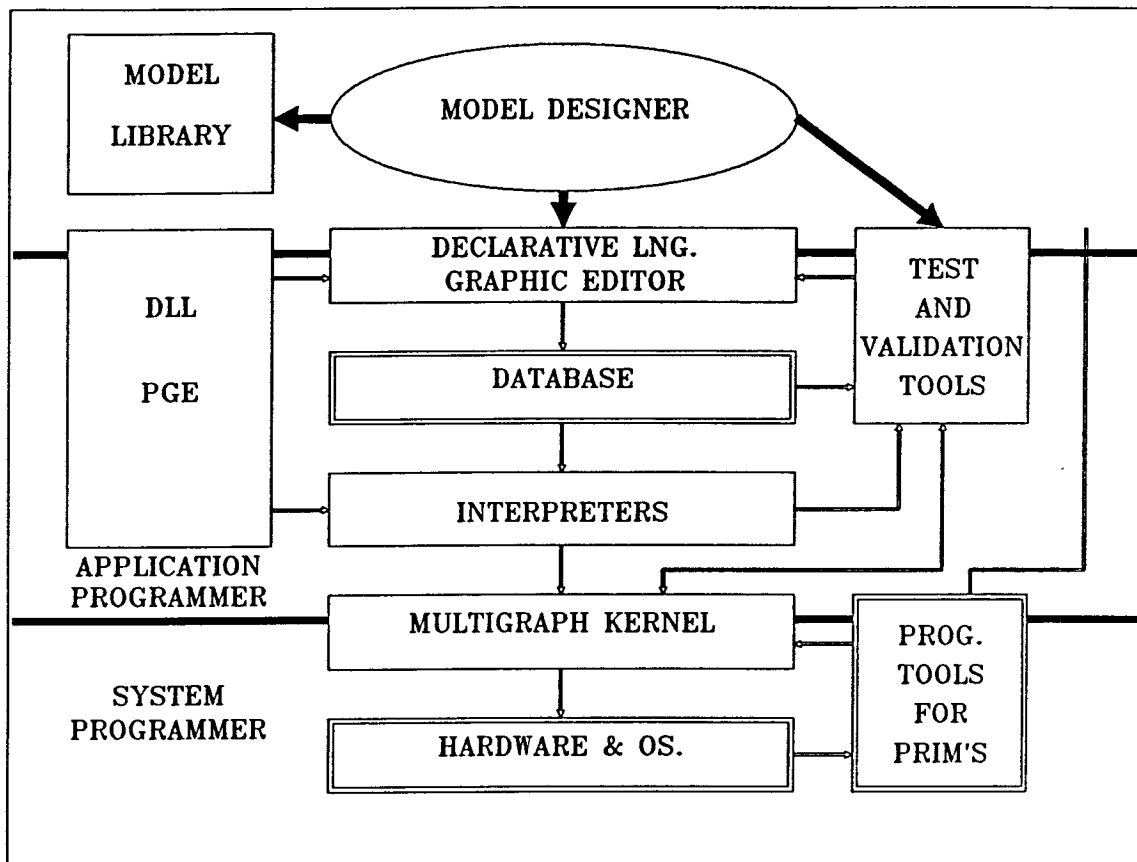 MODEL
LIBRARY
MODEL DESIGNER
DECLARATIVE LNG.
GRAPHIC EDITOR
TEST
AND
VALIDATION
TOOLS
DLL
PGE
DATABASE
INTERPRETERS
APPLICATION
PROGRAMMER
MULTIGRAPH KERNEL
PROG.
TOOLS
FOR
PRIM'S
SYSTEM
PROGRAMMER
HARDWARE & OS.